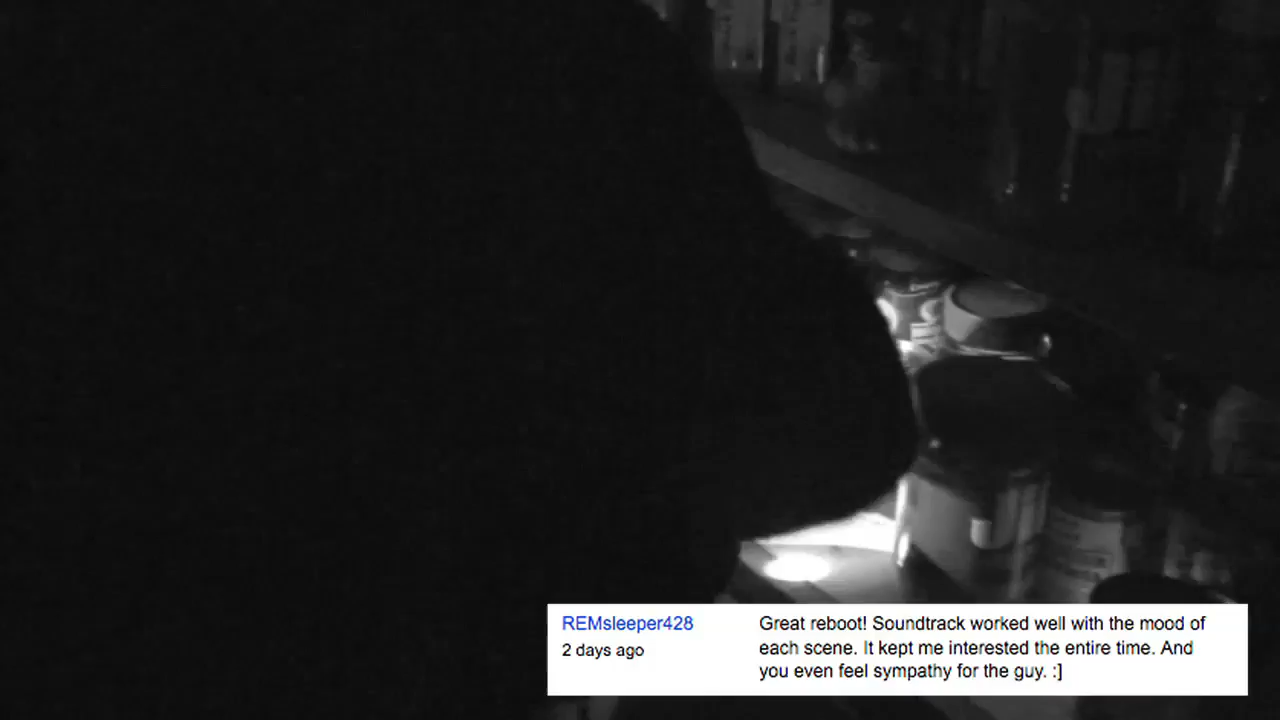 REMsleeper428
2 days ago
Great reboot! Soundtrack worked well with the mood of
each scene. It kept me interested the entire time. And
you even feel sympathy for the guy. :]